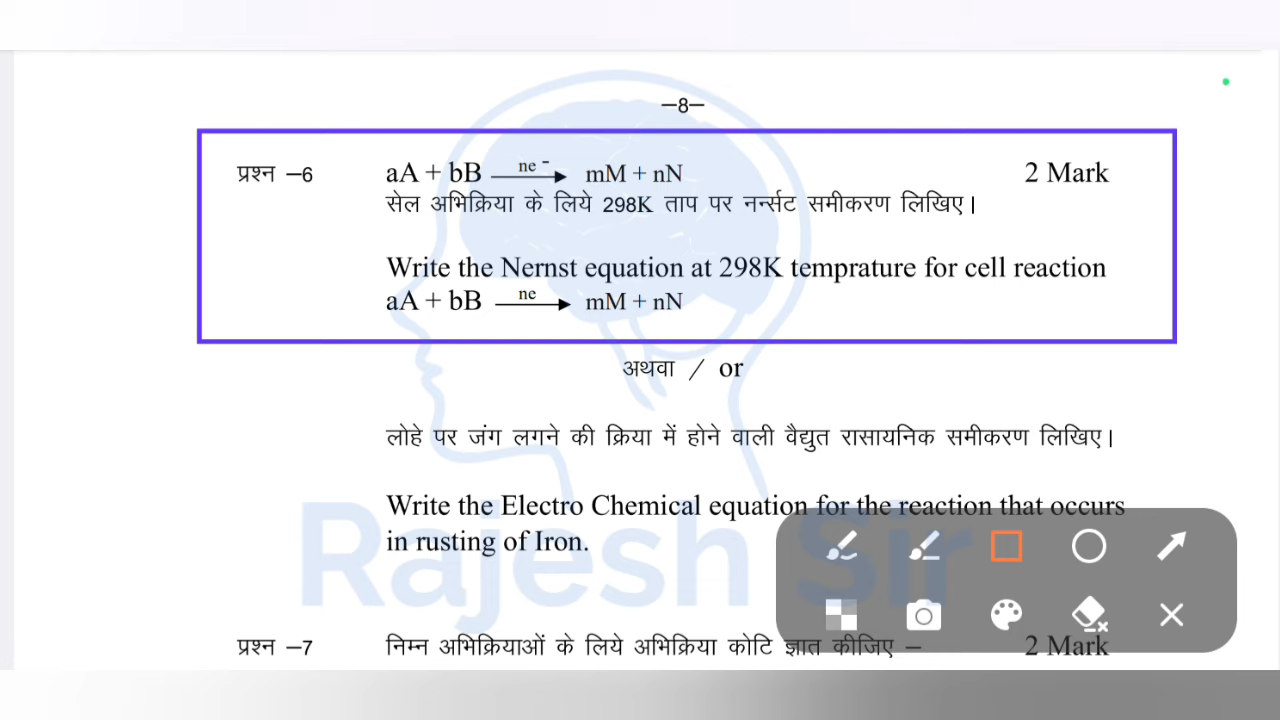 –8–
प्रश्न –6 aA + bB ne⁻ → mM + nN 2 Mark
सेल अभिक्रिया के लिये 298K ताप पर नर्न्सट समीकरण लिखिए।
Write the Nernst equation at 298K temprature for cell reaction
aA + bB ne → mM + nN
अथवा / or
लोहे पर जंग लगने की क्रिया में होने वाली वैद्युत रासायनिक समीकरण लिखिए।
Write the Electro Chemical equation for the reaction that occurs
in rusting of Iron.
Rajesh Sir
प्रश्न –7 निम्न अभिक्रियाओं के लिये अभिक्रिया कोटि ज्ञात कीजिए – 2 Mark